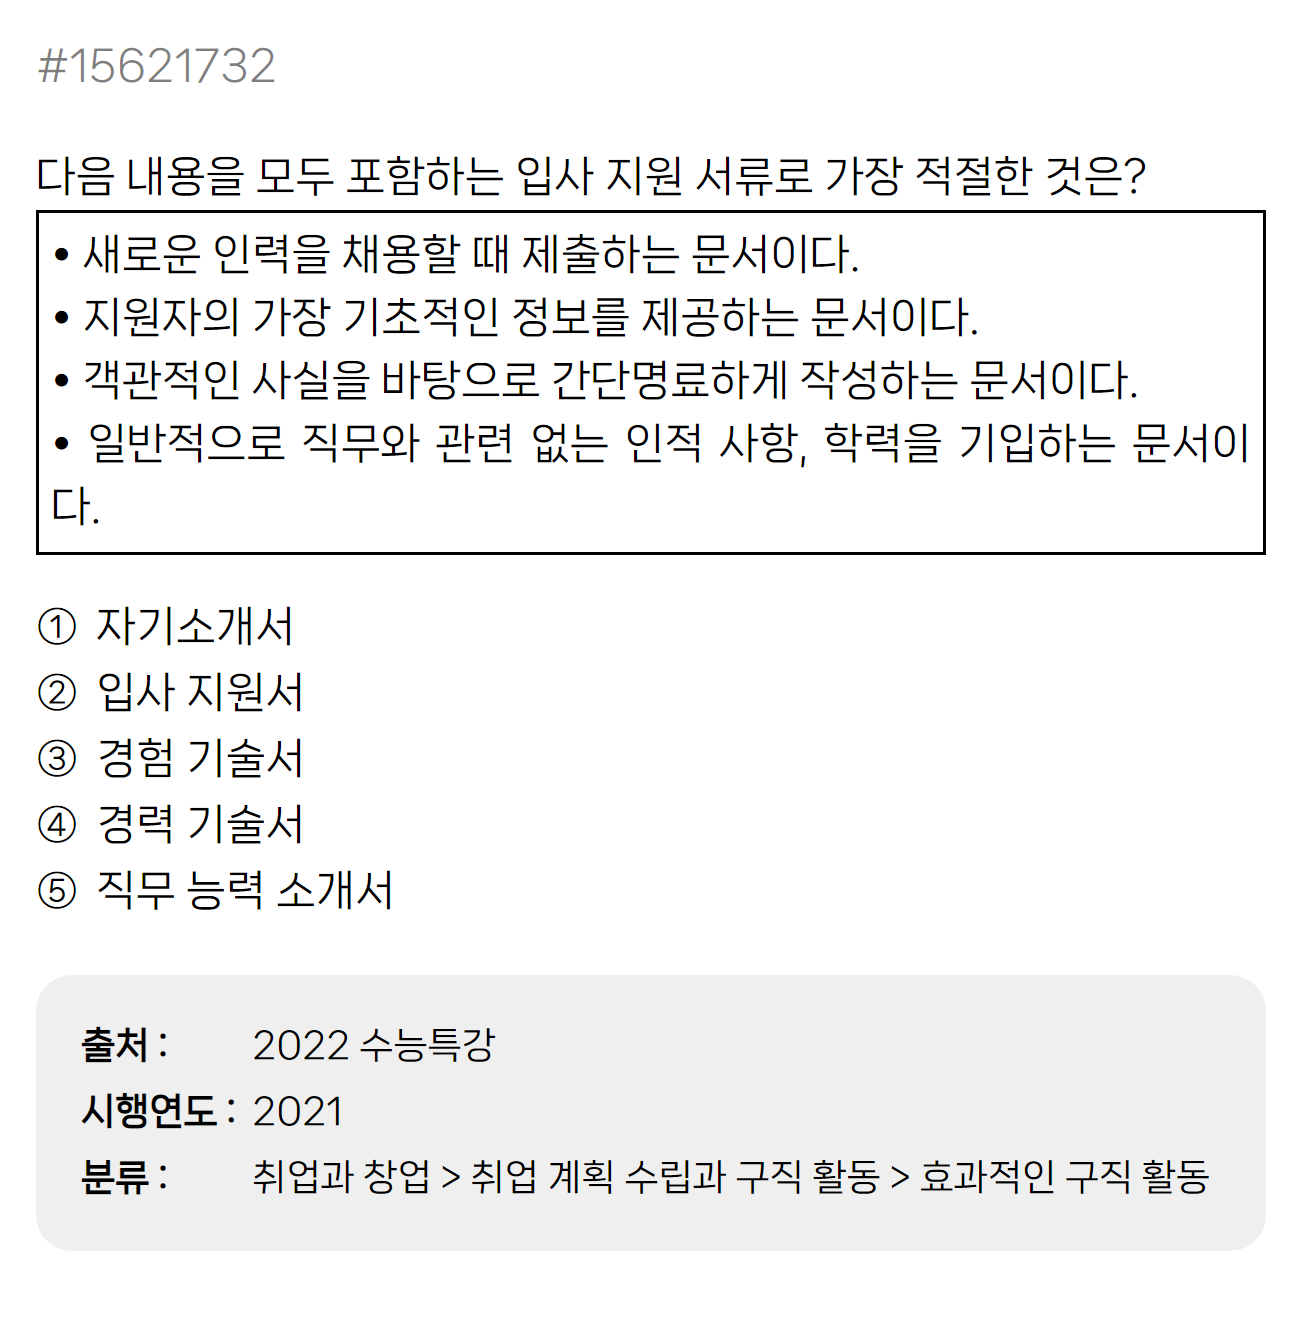 #15621732
다음 내용을 모두 포함하는 입사 지원 서류로 가장 적절한 것은?
• 새로운 인력을 채용할 때 제출하는 문서이다.
• 지원자의 가장 기초적인 정보를 제공하는 문서이다.
• 객관적인 사실을 바탕으로 간단명료하게 작성하는 문서이다.
• 일반적으로 직무와 관련 없는 인적 사항, 학력을 기입하는 문서이
다.
① 자기소개서
② 입사 지원서
③ 경험 기술서
④ 경력 기술서
⑤ 직무 능력 소개서
출처 : 2022 수능특강
시행연도 : 2021
분류 : 취업과 창업 > 취업 계획 수립과 구직 활동 > 효과적인 구직 활동